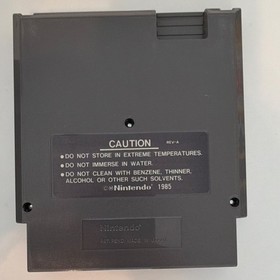 CAUTION REV-A
•DO NOT STORE IN EXTREME TEMPERATURES.
•DO NOT IMMERSE IN WATER.
•DO NOT CLEAN WITH BENZENE, THINNER,
ALCOHOL OR OTHER SUCH SOLVENTS.
©®Nintendo® 1985
Nintendo